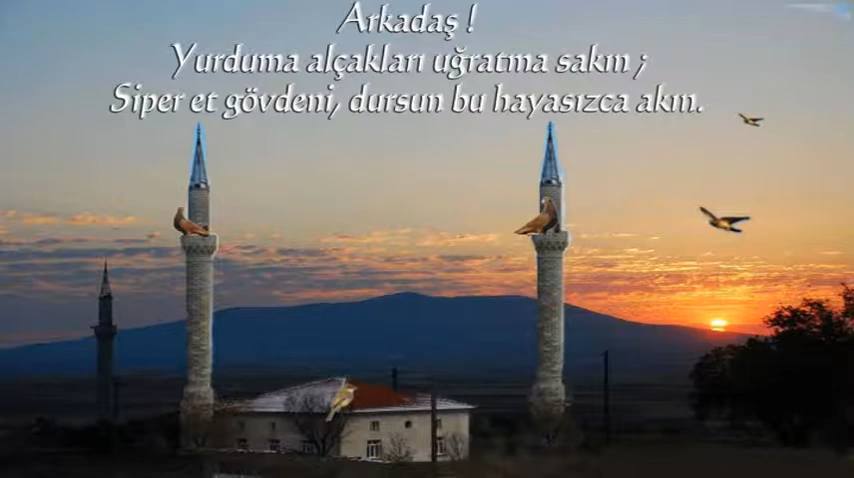 Arkadaş !
Yurduma alçakları uğratma sakın ;
Siper et gövdeni, dursun bu hayasızca akın.